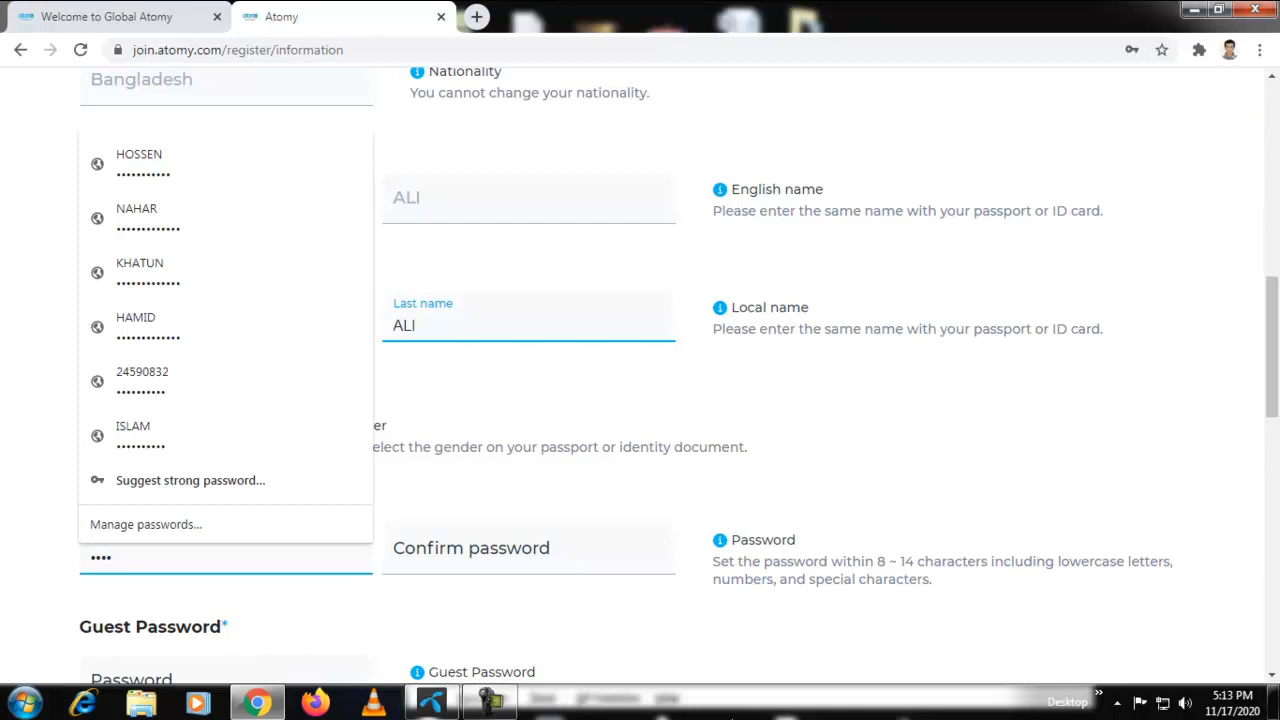 Welcome to Global Atomy
Atomy
join.atomy.com/register/information
Bangladesh
Nationality
You cannot change your nationality.
HOSSEN
•••••••••••
NAHAR
•••••••••••••
KHATUN
•••••••••••••
HAMID
•••••••••••••
24590832
••••••••••
ISLAM
••••••••••
Suggest strong password...
Manage passwords...
ALI
English name
Please enter the same name with your passport or ID card.
Last name
ALI
Local name
Please enter the same name with your passport or ID card.
er
elect the gender on your passport or identity document.
••••
Confirm password
Password
Set the password within 8 ~ 14 characters including lowercase letters,
numbers, and special characters.
Guest Password*
Password
Guest Password
Desktop
5:13 PM
11/17/2020